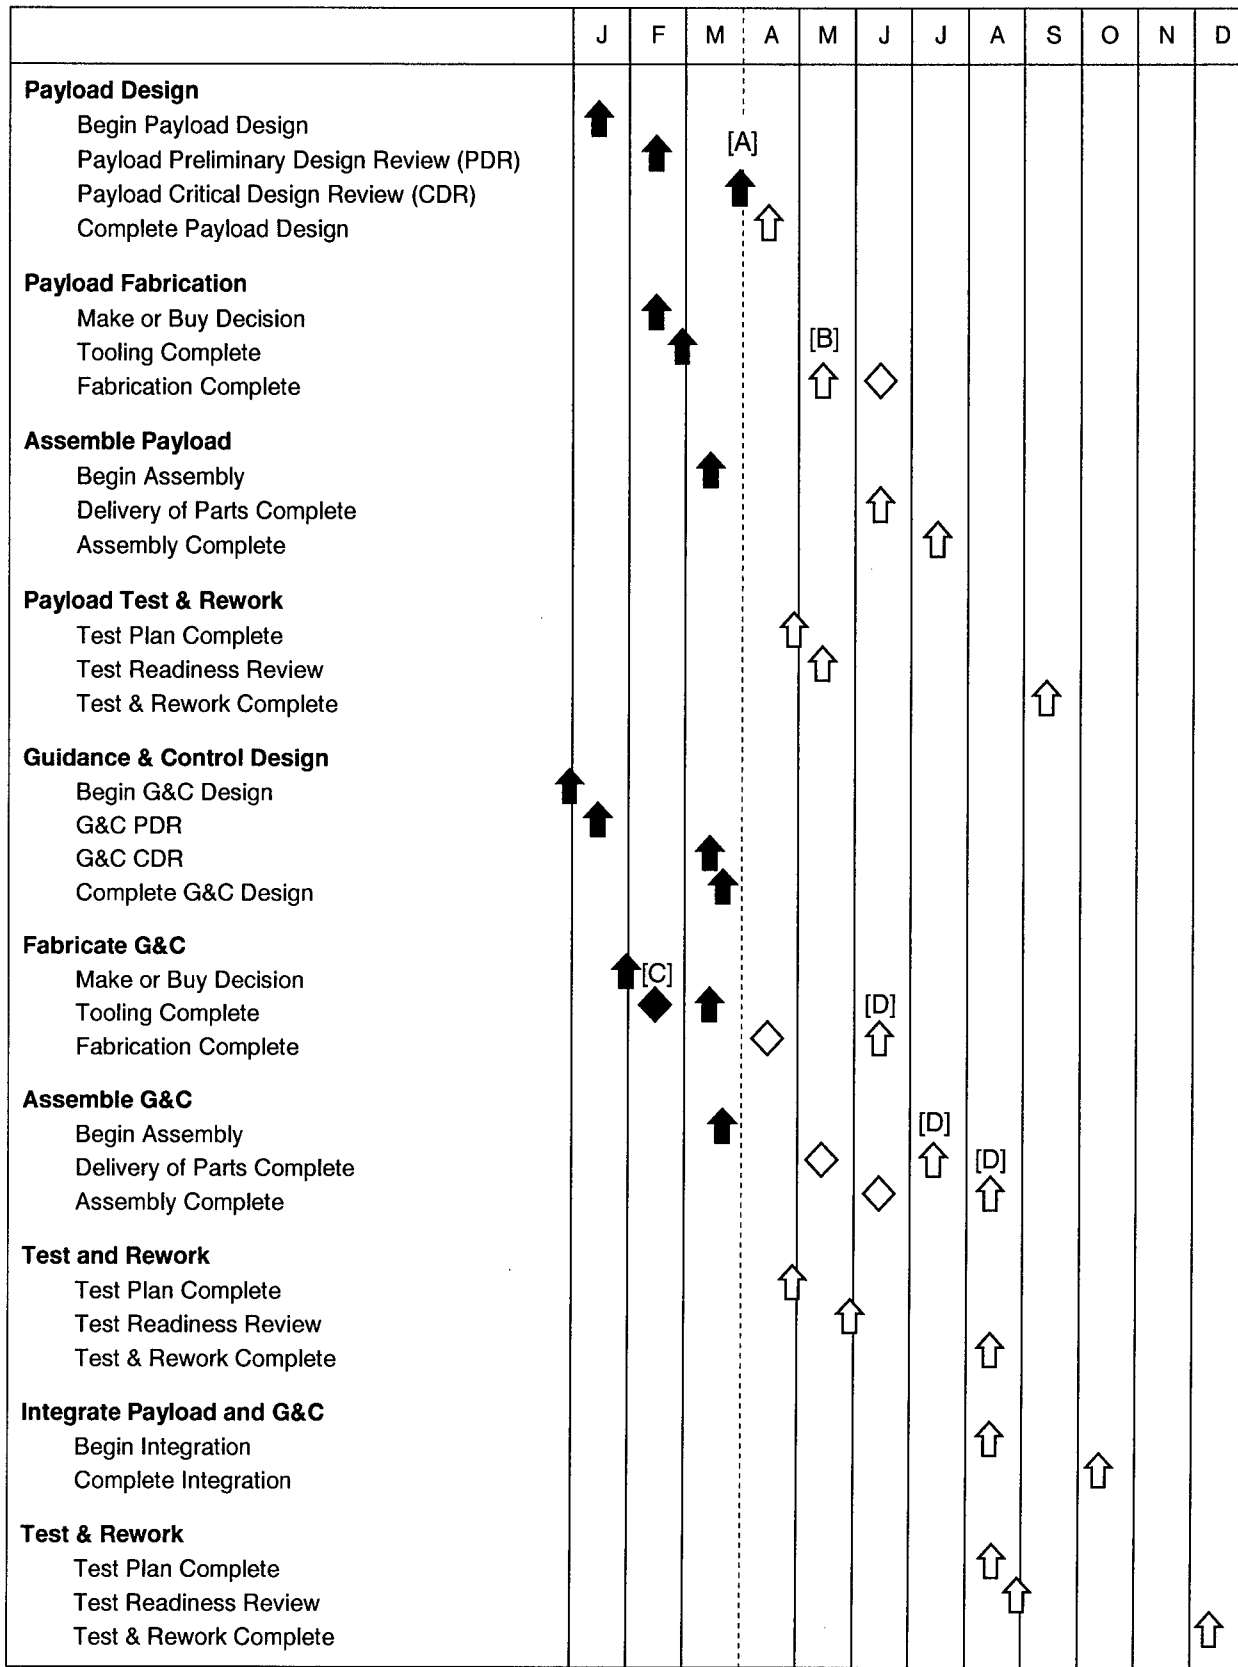 J F M A M J J A S O N D
Payload Design
Begin Payload Design
Payload Preliminary Design Review (PDR)
[A]
Payload Critical Design Review (CDR)
Complete Payload Design
Payload Fabrication
Make or Buy Decision
Tooling Complete
[B]
Fabrication Complete
Assemble Payload
Begin Assembly
Delivery of Parts Complete
Assembly Complete
Payload Test & Rework
Test Plan Complete
Test Readiness Review
Test & Rework Complete
Guidance & Control Design
Begin G&C Design
G&C PDR
G&C CDR
Complete G&C Design
Fabricate G&C
Make or Buy Decision
[C]
Tooling Complete
[D]
Fabrication Complete
Assemble G&C
Begin Assembly
[D]
Delivery of Parts Complete
[D]
Assembly Complete
Test and Rework
Test Plan Complete
Test Readiness Review
Test & Rework Complete
Integrate Payload and G&C
Begin Integration
Complete Integration
Test & Rework
Test Plan Complete
Test Readiness Review
Test & Rework Complete